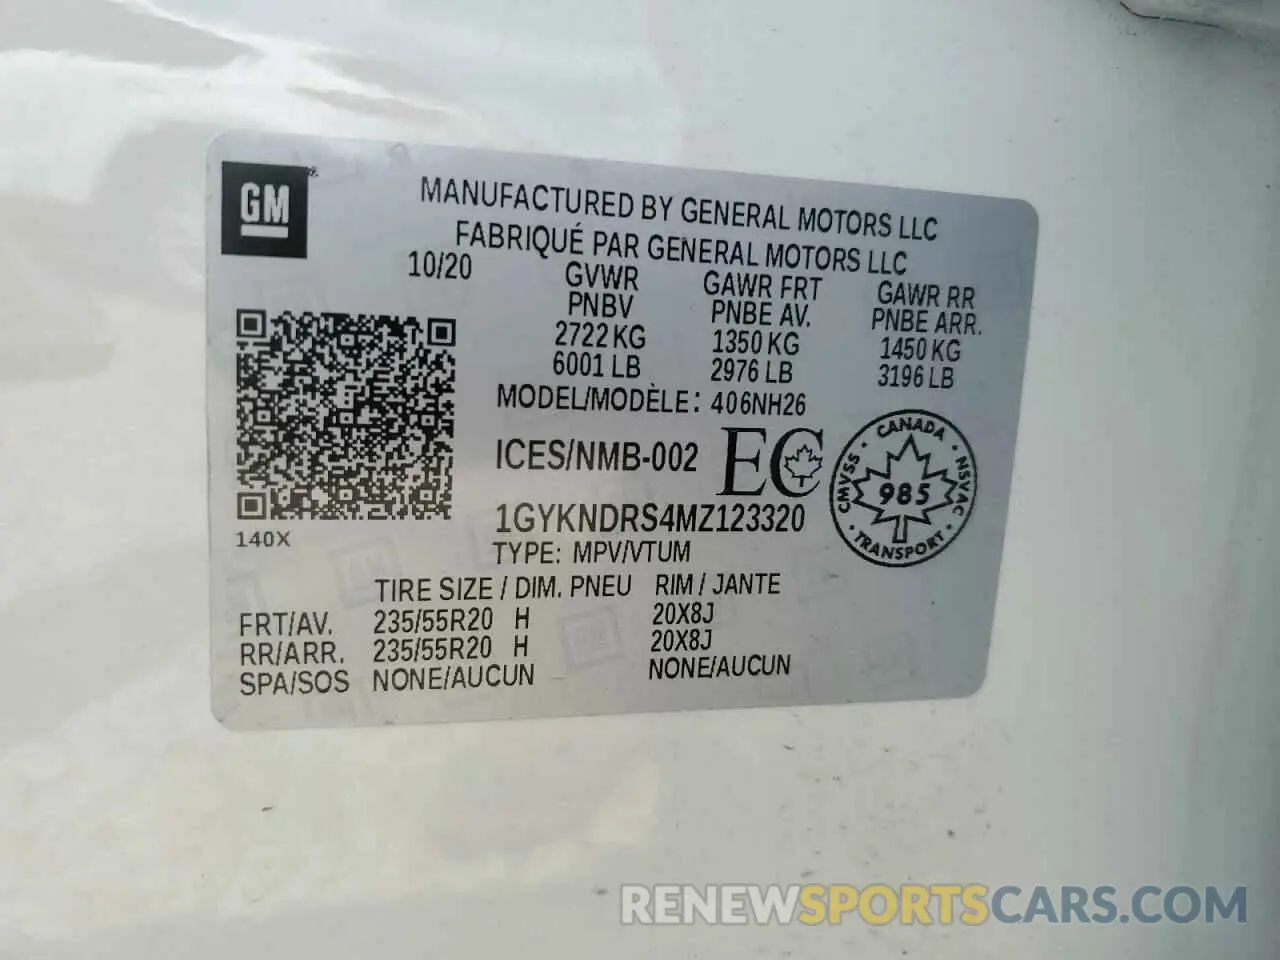 GM
MANUFACTURED BY GENERAL MOTORS LLC
FABRIQUÉ PAR GENERAL MOTORS LLC
10/20
GVWR GAWR FRT GAWR RR
PNBV PNBE AV. PNBE ARR.
2722 KG 1350 KG 1450 KG
6001 LB 2976 LB 3196 LB
MODEL/MODÈLE: 406NH26
ICES/NMB-002 EC
CANADA
CMVSS 985 NSVAC
TRANSPORT
1GYKNDRS4MZ123320
140X
TYPE: MPV/VTUM
TIRE SIZE / DIM. PNEU RIM / JANTE
FRT/AV. 235/55R20 H 20X8J
RR/ARR. 235/55R20 H 20X8J
SPA/SOS NONE/AUCUN NONE/AUCUN
RENEWSPORTSCARS.COM